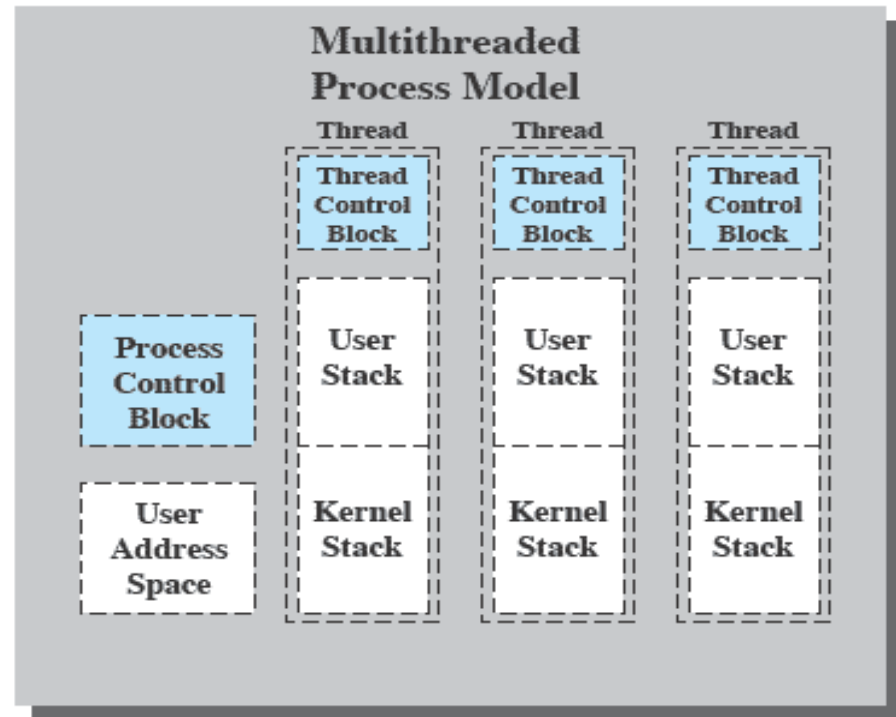 Multithreaded
Process Model
Thread
Thread
Thread
Thread
Control
Block
Thread
Control
Block
Thread
Control
Block
Process
Control
Block
User
Address
Space
User
Stack
Kernel
Stack
User
Stack
Kernel
Stack
User
Stack
Kernel
Stack